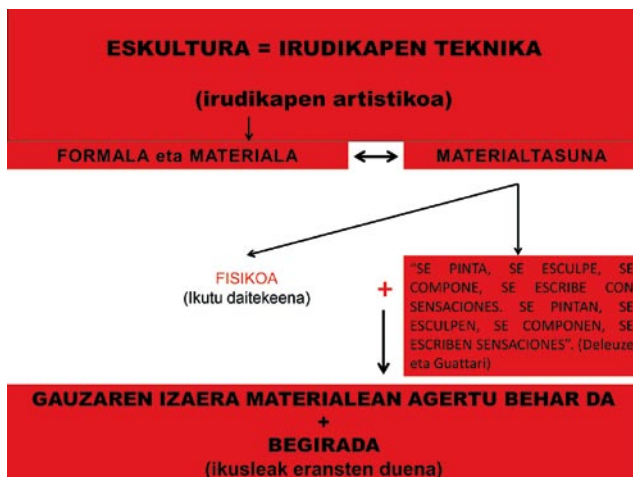 ESKULTURA = IRUDIKAPEN TEKNIKA
(irudikapen artistikoa)
FORMALA eta MATERIALA
MATERIALTASUNA
FISIKOA
(Ikutu daitekeena)
+
"SE PINTA, SE ESCULPE, SE
COMPONE, SE ESCRIBE CON
SENSACIONES. SE PINTAN, SE
ESCULPEN, SE COMPONEN, SE
ESCRIBEN SENSACIONES". (Deleuze
eta Guattari)
GAUZAREN IZAERA MATERIALEAN AGERTU BEHAR DA
+
BEGIRADA
(ikusleak eransten duena)